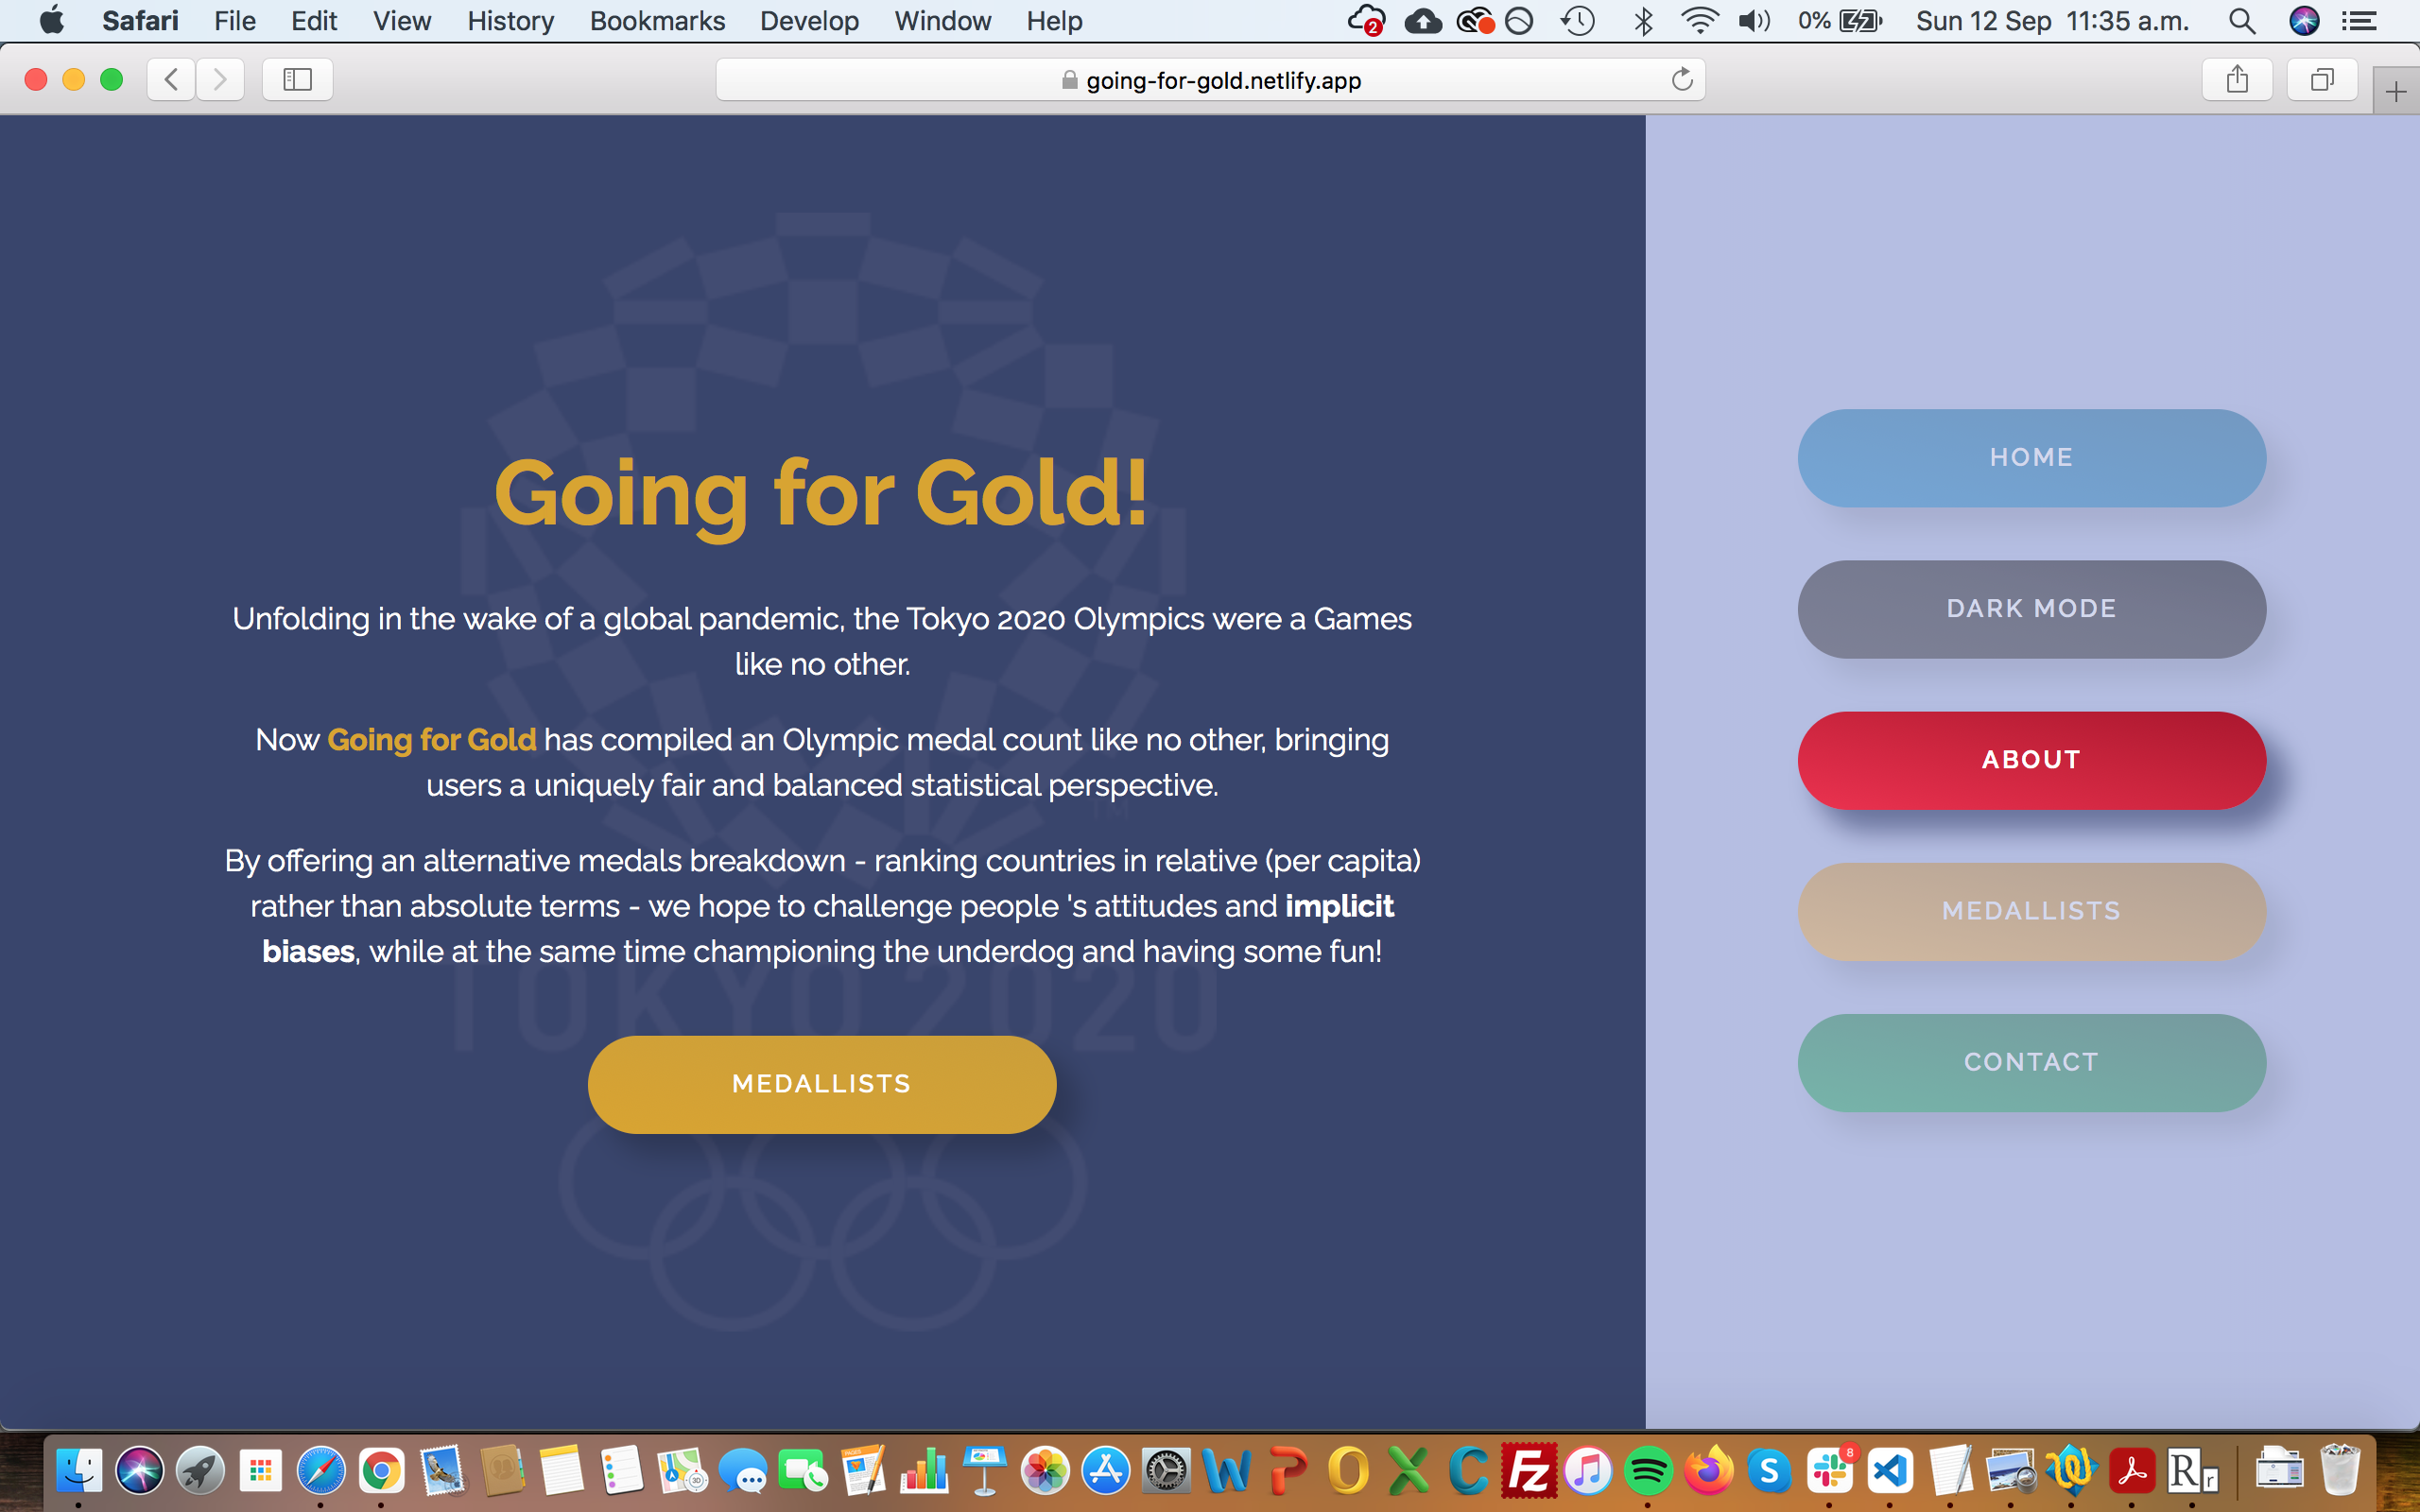 Safari File Edit View History Bookmarks Develop Window Help 2 0% Sun 12 Sep 11:35 a.m.
going-for-gold.netlify.app
Going for Gold!
Unfolding in the wake of a global pandemic, the Tokyo 2020 Olympics were a Games
like no other.
Now Going for Gold has compiled an Olympic medal count like no other, bringing
users a uniquely fair and balanced statistical perspective.
By offering an alternative medals breakdown - ranking countries in relative (per capita)
rather than absolute terms - we hope to challenge people 's attitudes and implicit
biases, while at the same time championing the underdog and having some fun!
TOKYO 2020
MEDALLISTS
HOME
DARK MODE
ABOUT
MEDALLISTS
CONTACT
W P O X C Fz S 8 R r